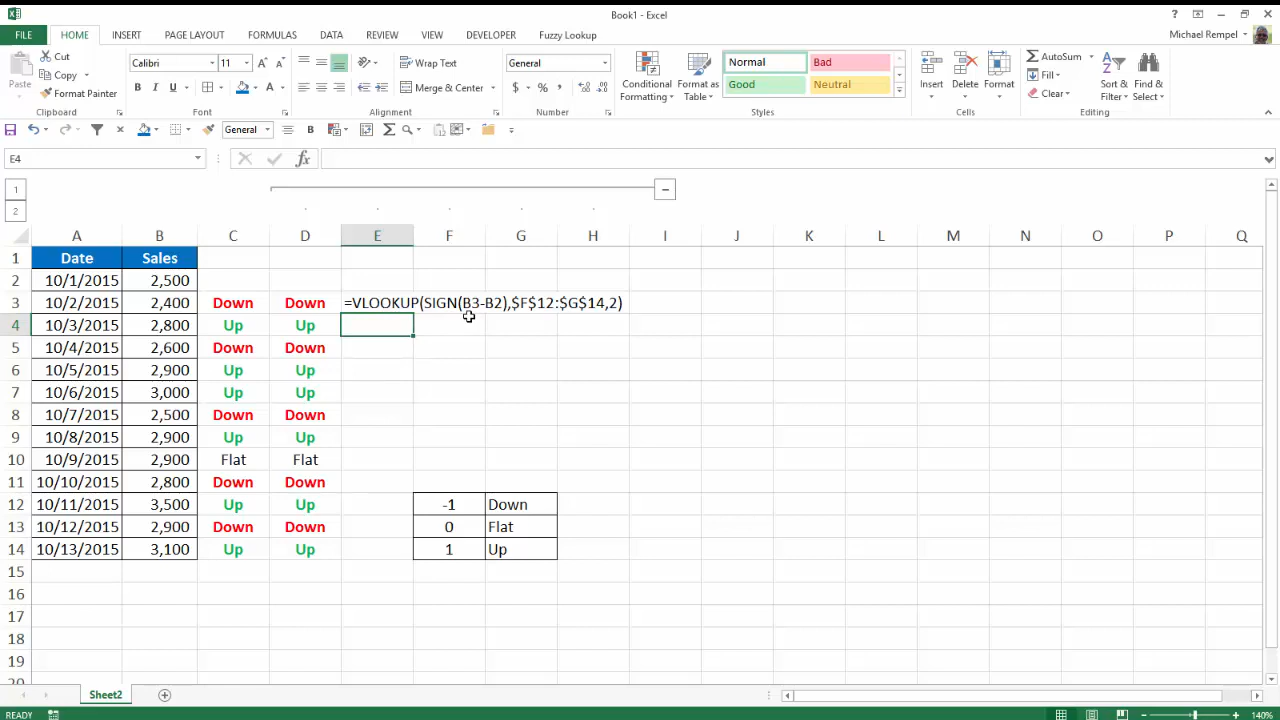 Book1 - Excel
?
FILE HOME INSERT PAGE LAYOUT FORMULAS DATA REVIEW VIEW DEVELOPER Fuzzy Lookup Michael Rempel
Paste Cut Copy Format Painter
Clipboard
Calibri 11
B I U A
Font
Wrap Text
Merge & Center
Alignment
General
$ % ,
Number
Conditional Formatting Format as Table
Normal Bad
Good Neutral
Styles
Insert Delete Format
Cells
AutoSum
Fill
Clear
Sort & Filter Find & Select
Editing
General B
E4 fx
1
2
A B C D E F G H I J K L M N O P Q
1 Date Sales
2 10/1/2015 2,500
3 10/2/2015 2,400 Down Down =VLOOKUP(SIGN(B3-B2),$F$12:$G$14,2)
4 10/3/2015 2,800 Up Up
5 10/4/2015 2,600 Down Down
6 10/5/2015 2,900 Up Up
7 10/6/2015 3,000 Up Up
8 10/7/2015 2,500 Down Down
9 10/8/2015 2,900 Up Up
10 10/9/2015 2,900 Flat Flat
11 10/10/2015 2,800 Down Down
12 10/11/2015 3,500 Up Up -1 Down
13 10/12/2015 2,900 Down Down 0 Flat
14 10/13/2015 3,100 Up Up 1 Up
15
16
17
18
19
20
Sheet2
READY 140%